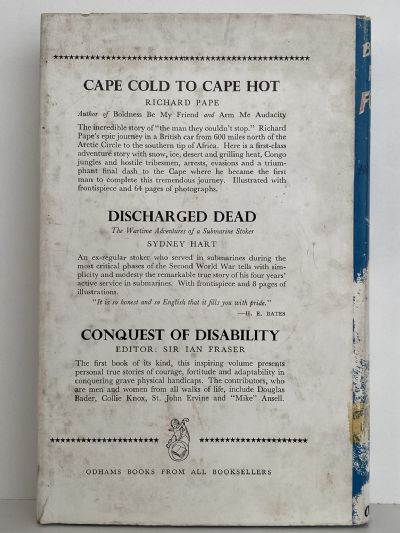 CAPE COLD TO CAPE HOT
RICHARD PAPE
Author of Boldness Be My Friend and Arm Me Audacity
The incredible story of "the man they couldn't stop." Richard
Pape's epic journey in a British car from 600 miles north of the
Arctic Circle to the southern tip of Africa. Here is a first-class
adventure story with snow, ice, desert and grilling heat, Congo
jungles and hostile tribesmen, arrests, evasions and a trium-
phant final dash to the Cape where he became the first
man to complete this tremendous journey. Illustrated with
frontispiece and 64 pages of photographs.
DISCHARGED DEAD
The Wartime Adventures of a Submarine Stoker
SYDNEY HART
An ex-regular stoker who served in submarines during the
most critical phases of the Second World War tells with sim-
plicity and modesty the remarkable true story of his four years'
active service in submarines. With frontispiece and 8 pages of
illustrations.
"It is so honest and so English that it fills you with pride."
—H. E. BATES
CONQUEST OF DISABILITY
EDITOR: SIR IAN FRASER
The first book of its kind, this inspiring volume presents
personal true stories of courage, fortitude and adaptability in
conquering grave physical handicaps. The contributors, who
are men and women from all walks of life, include Douglas
Bader, Collie Knox, St. John Ervine and "Mike" Ansell.
ODHAMS BOOKS FROM ALL BOOKSELLERS